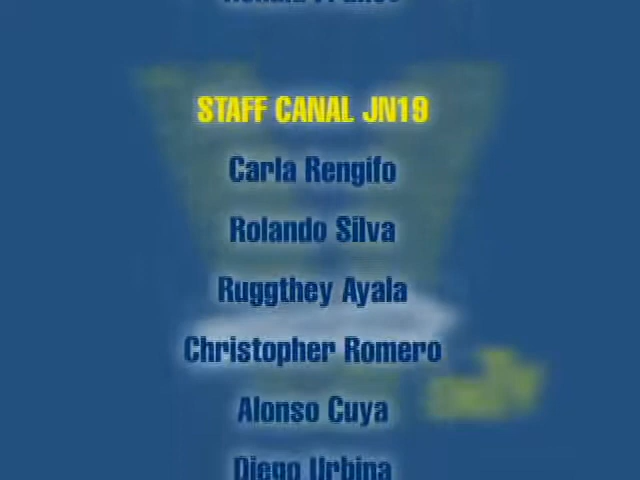 STAFF CANAL JN19
Carla Rengifo
Rolando Silva
Ruggthey Ayala
Christopher Romero
Alonso Cuya
Diego Urbina